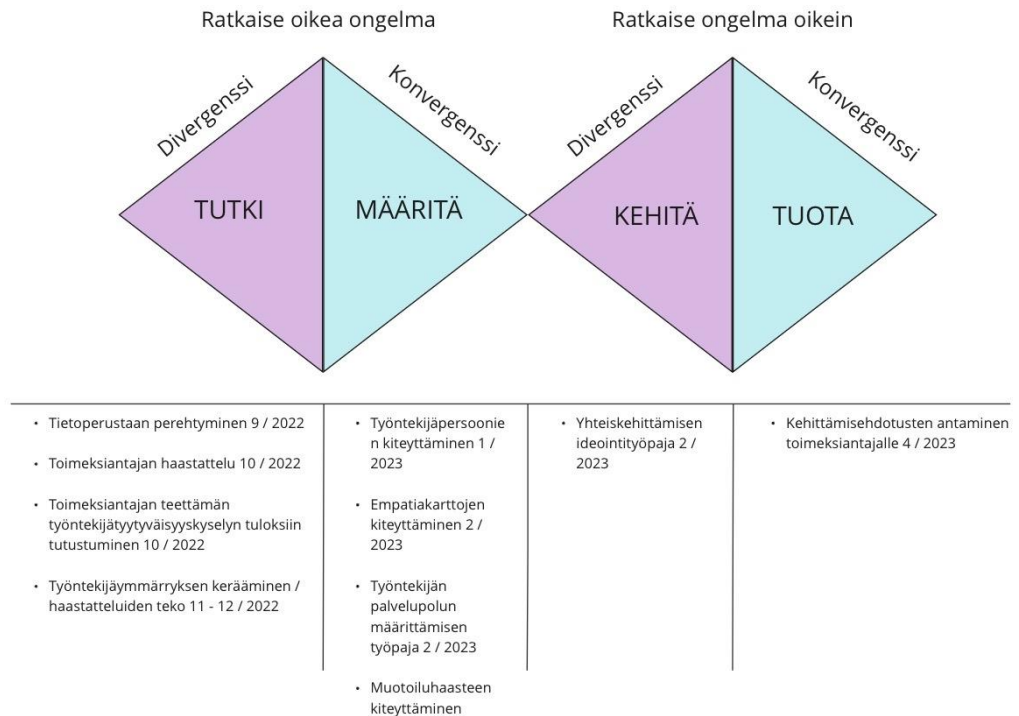 Ratkaise oikea ongelma
Ratkaise ongelma oikein
Divergenssi
Konvergenssi
Divergenssi
Konvergenssi
TUTKI
MÄÄRITÄ
KEHITÄ
TUOTA
• Tietoperustaan perehtyminen 9 / 2022
• Toimeksiantajan haastattelu 10 / 2022
• Toimeksiantajan teettämän
työntekijätyytyväisyyskyselyn tuloksiin
tutustuminen 10 / 2022
• Työntekijäymmärryksen kerääminen /
haastatteluiden teko 11 - 12 / 2022
• Työntekijäpersoonie
n kiteyttäminen 1 /
2023
• Empatiakarttojen
kiteyttäminen 2 /
2023
• Työntekijän
palvelupolun
määrittämisen
työpaja 2 / 2023
• Muotoiluhaasteen
kiteyttäminen
• Yhteiskehittämisen
ideointityöpaja 2 /
2023
• Kehittämisehdotusten antaminen
toimeksiantajalle 4 / 2023